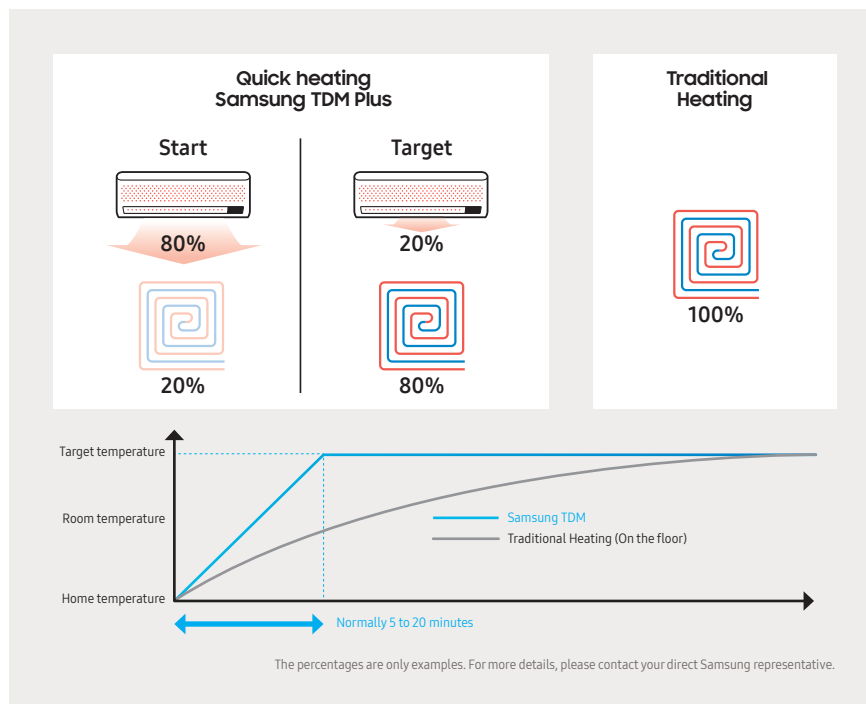 Quick heating
Samsung TDM Plus
Start
Target
80%
20%
20%
80%
Traditional
Heating
100%
Target temperature
Room temperature
Home temperature
Samsung TDM
Traditional Heating (On the floor)
Normally 5 to 20 minutes
The percentages are only examples. For more details, please contact your direct Samsung representative.